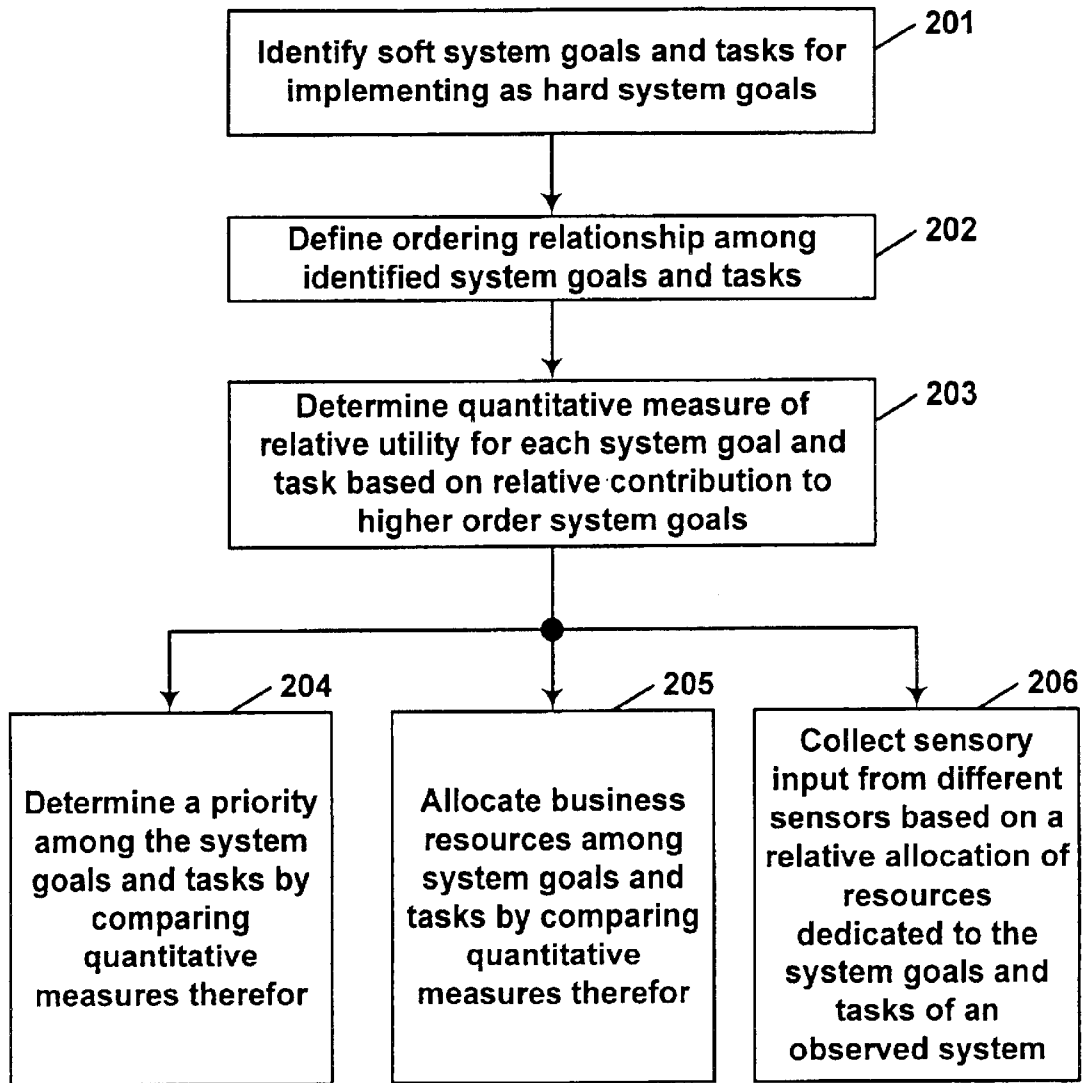 Identify soft system goals and tasks for
implementing as hard system goals
201
Define ordering relationship among
identified system goals and tasks
202
Determine quantitative measure of
relative utility for each system goal and
task based on relative contribution to
higher order system goals
203
204
Determine a priority
among the system
goals and tasks by
comparing
quantitative
measures therefor
205
Allocate business
resources among
system goals and
tasks by comparing
quantitative
measures therefor
206
Collect sensory
input from different
sensors based on a
relative allocation of
resources
dedicated to the
system goals and
tasks of an
observed system